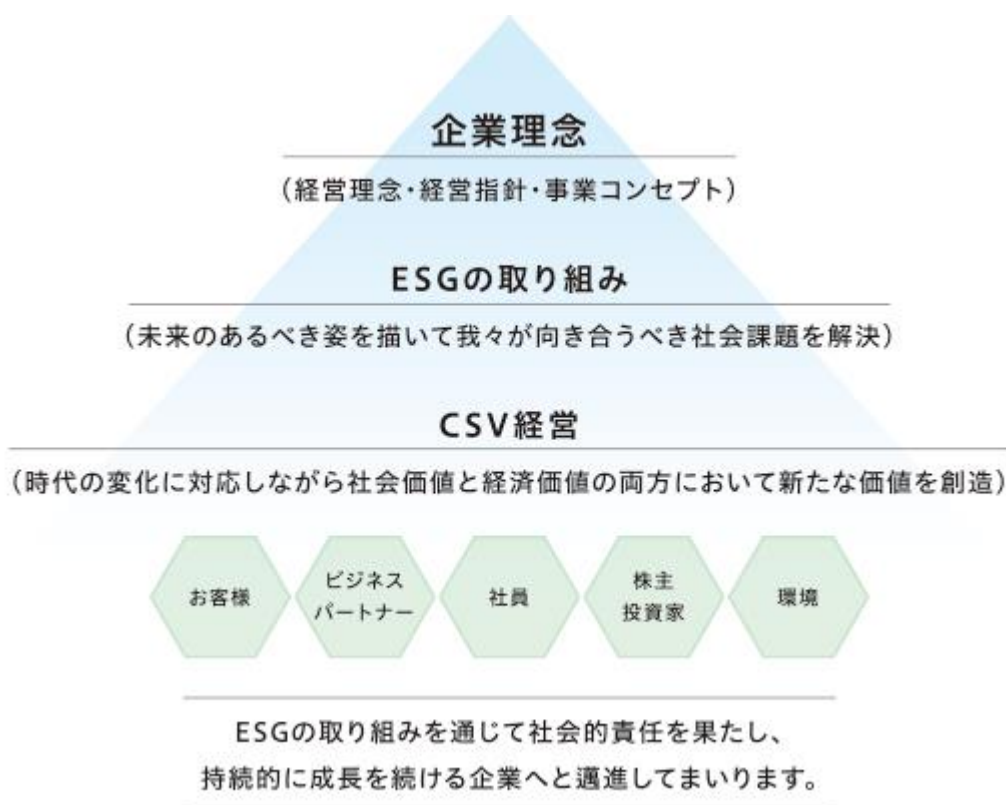 企業理念
（経営理念・経営指針・事業コンセプト）
ESGの取り組み
（未来のあるべき姿を描いて我々が向き合うべき社会課題を解決）
CSV経営
（時代の変化に対応しながら社会価値と経済価値の両方において新たな価値を創造）
お客様
ビジネス
パートナー
社員
株主
投資家
環境
ESGの取り組みを通じて社会的責任を果たし、
持続的に成長を続ける企業へと邁進してまいります。